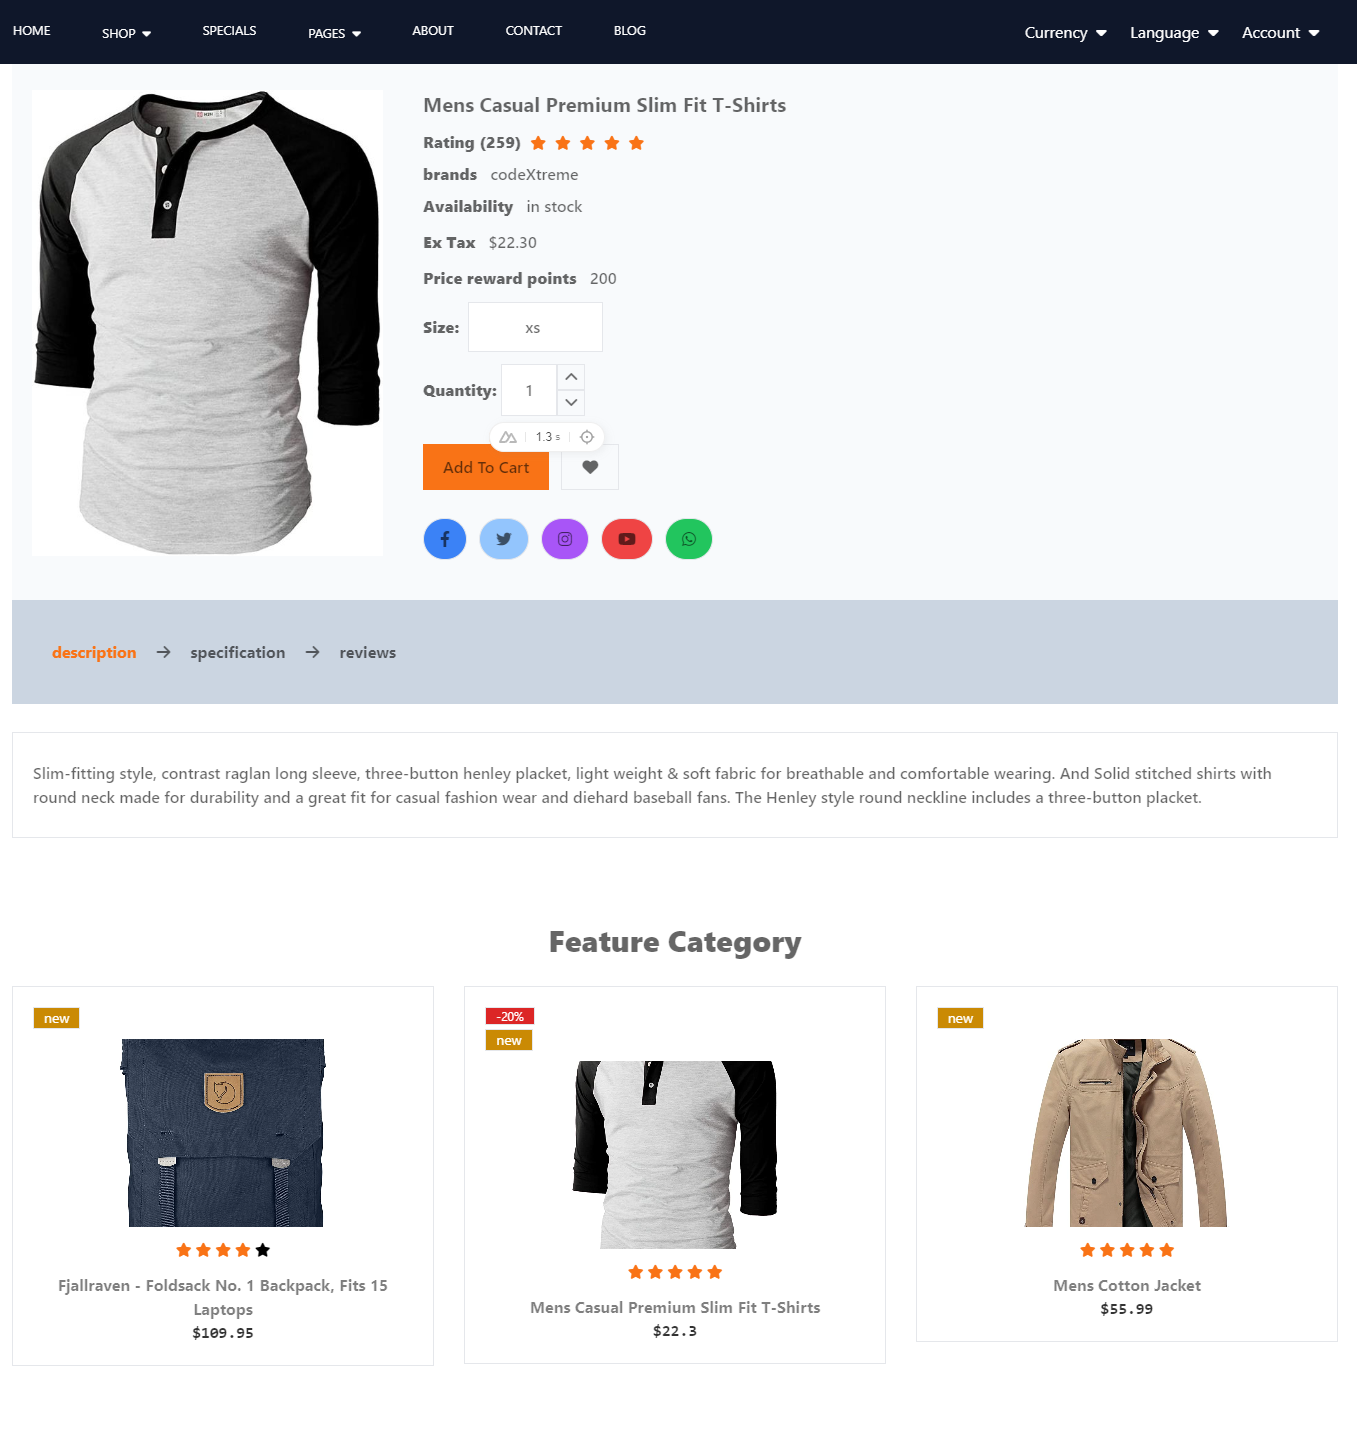 HOME SHOP SPECIALS PAGES ABOUT CONTACT BLOG Currency Language Account
Mens Casual Premium Slim Fit T-Shirts
Rating (259)
brands codeXtreme
Availability in stock
Ex Tax $22.30
Price reward points 200
Size: xs
Quantity: 1
1.3 s
Add To Cart
description → specification → reviews
Slim-fitting style, contrast raglan long sleeve, three-button henley placket, light weight & soft fabric for breathable and comfortable wearing. And Solid stitched shirts with
round neck made for durability and a great fit for casual fashion wear and diehard baseball fans. The Henley style round neckline includes a three-button placket.
Feature Category
new
Fjallraven - Foldsack No. 1 Backpack, Fits 15
Laptops
$109.95
-20%
new
Mens Casual Premium Slim Fit T-Shirts
$22.3
new
Mens Cotton Jacket
$55.99